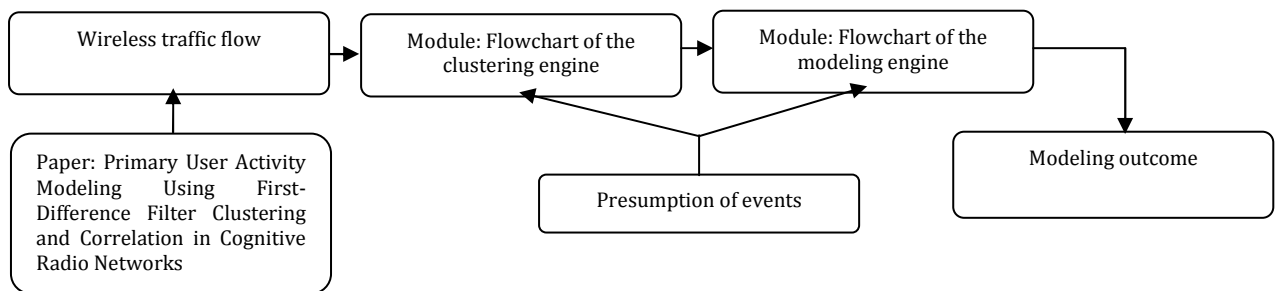 Wireless traffic flow
Module: Flowchart of the
clustering engine
Module: Flowchart of the
modeling engine
Paper: Primary User Activity
Modeling Using First-
Difference Filter Clustering
and Correlation in Cognitive
Radio Networks
Presumption of events
Modeling outcome